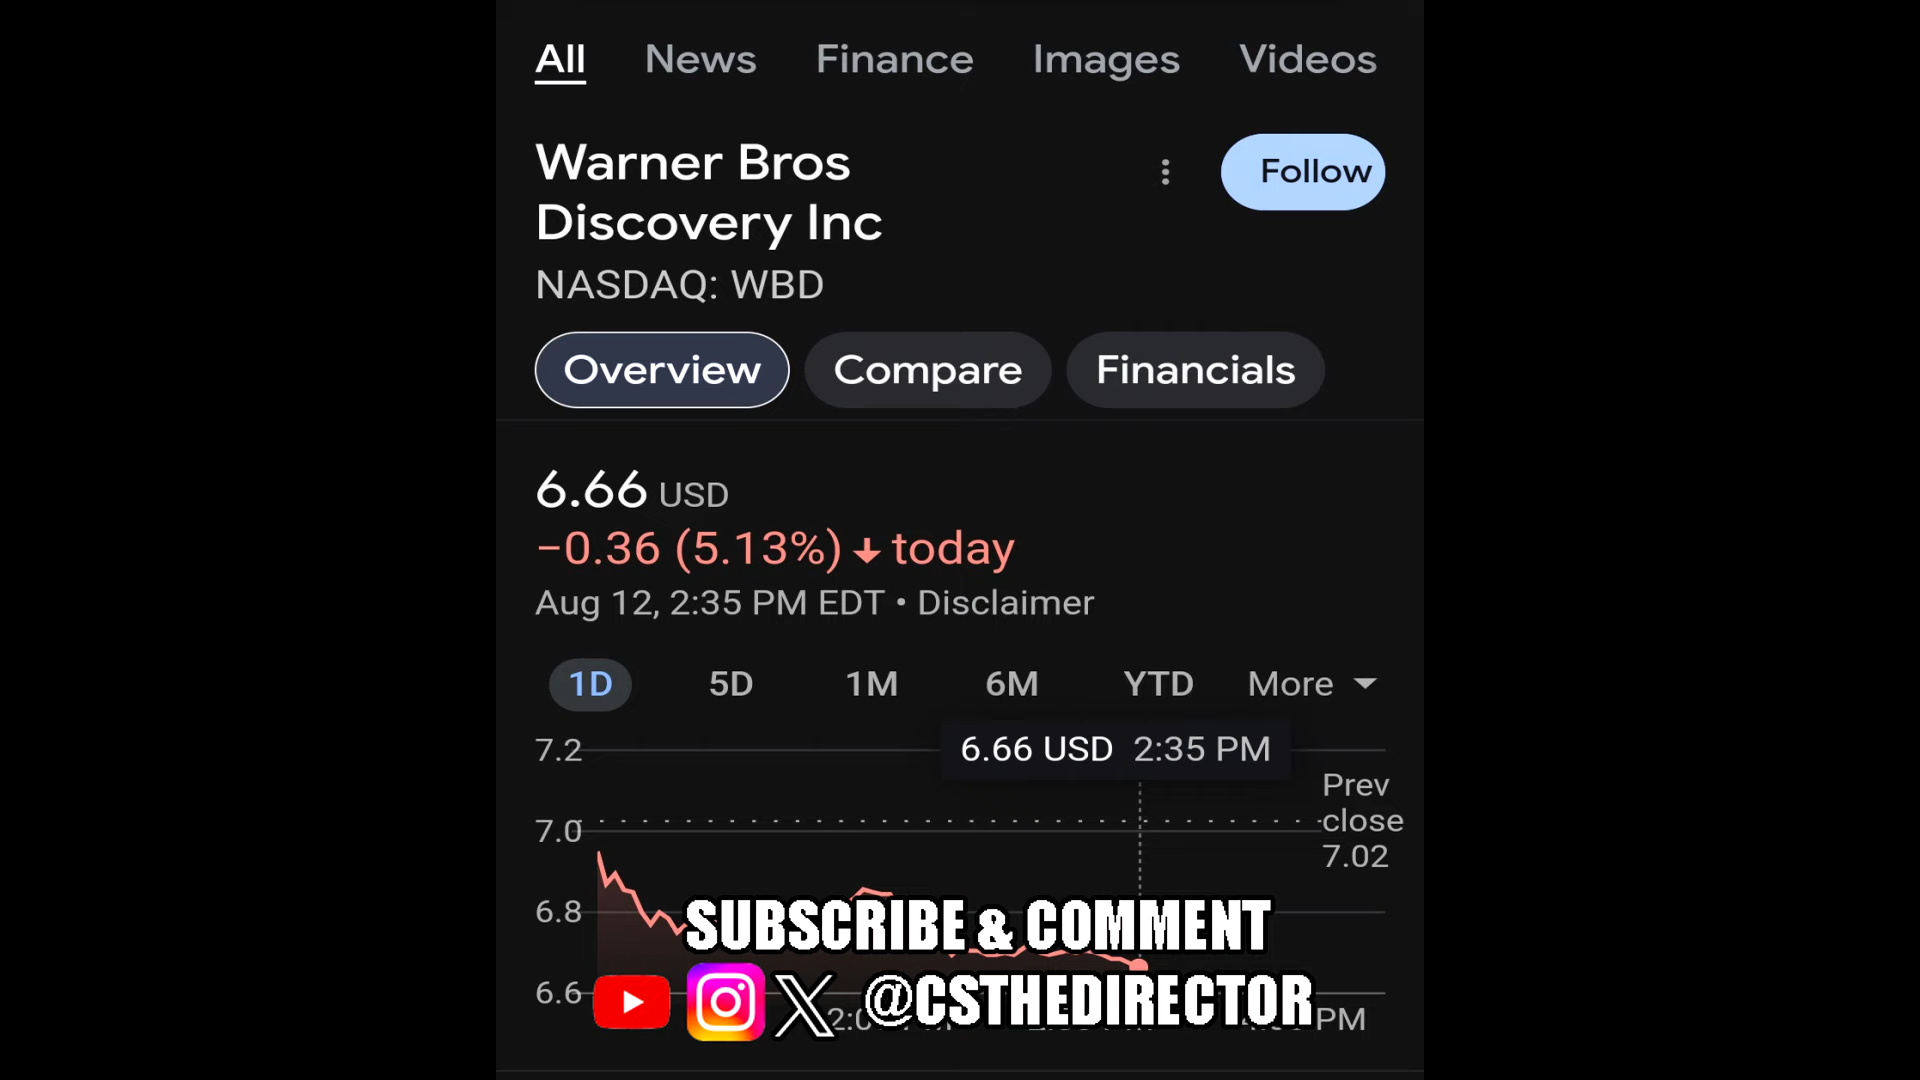 All News Finance Images Videos
Warner Bros
Discovery Inc
Follow
NASDAQ: WBD
Overview Compare Financials
6.66 USD
−0.36 (5.13%) ↓ today
Aug 12, 2:35 PM EDT • Disclaimer
1D 5D 1M 6M YTD More
6.66 USD 2:35 PM
7.2
Prev
close
7.02
7.0
6.8
SUBSCRIBE & COMMENT
6.6
@CSTHEDIRECTOR
PM